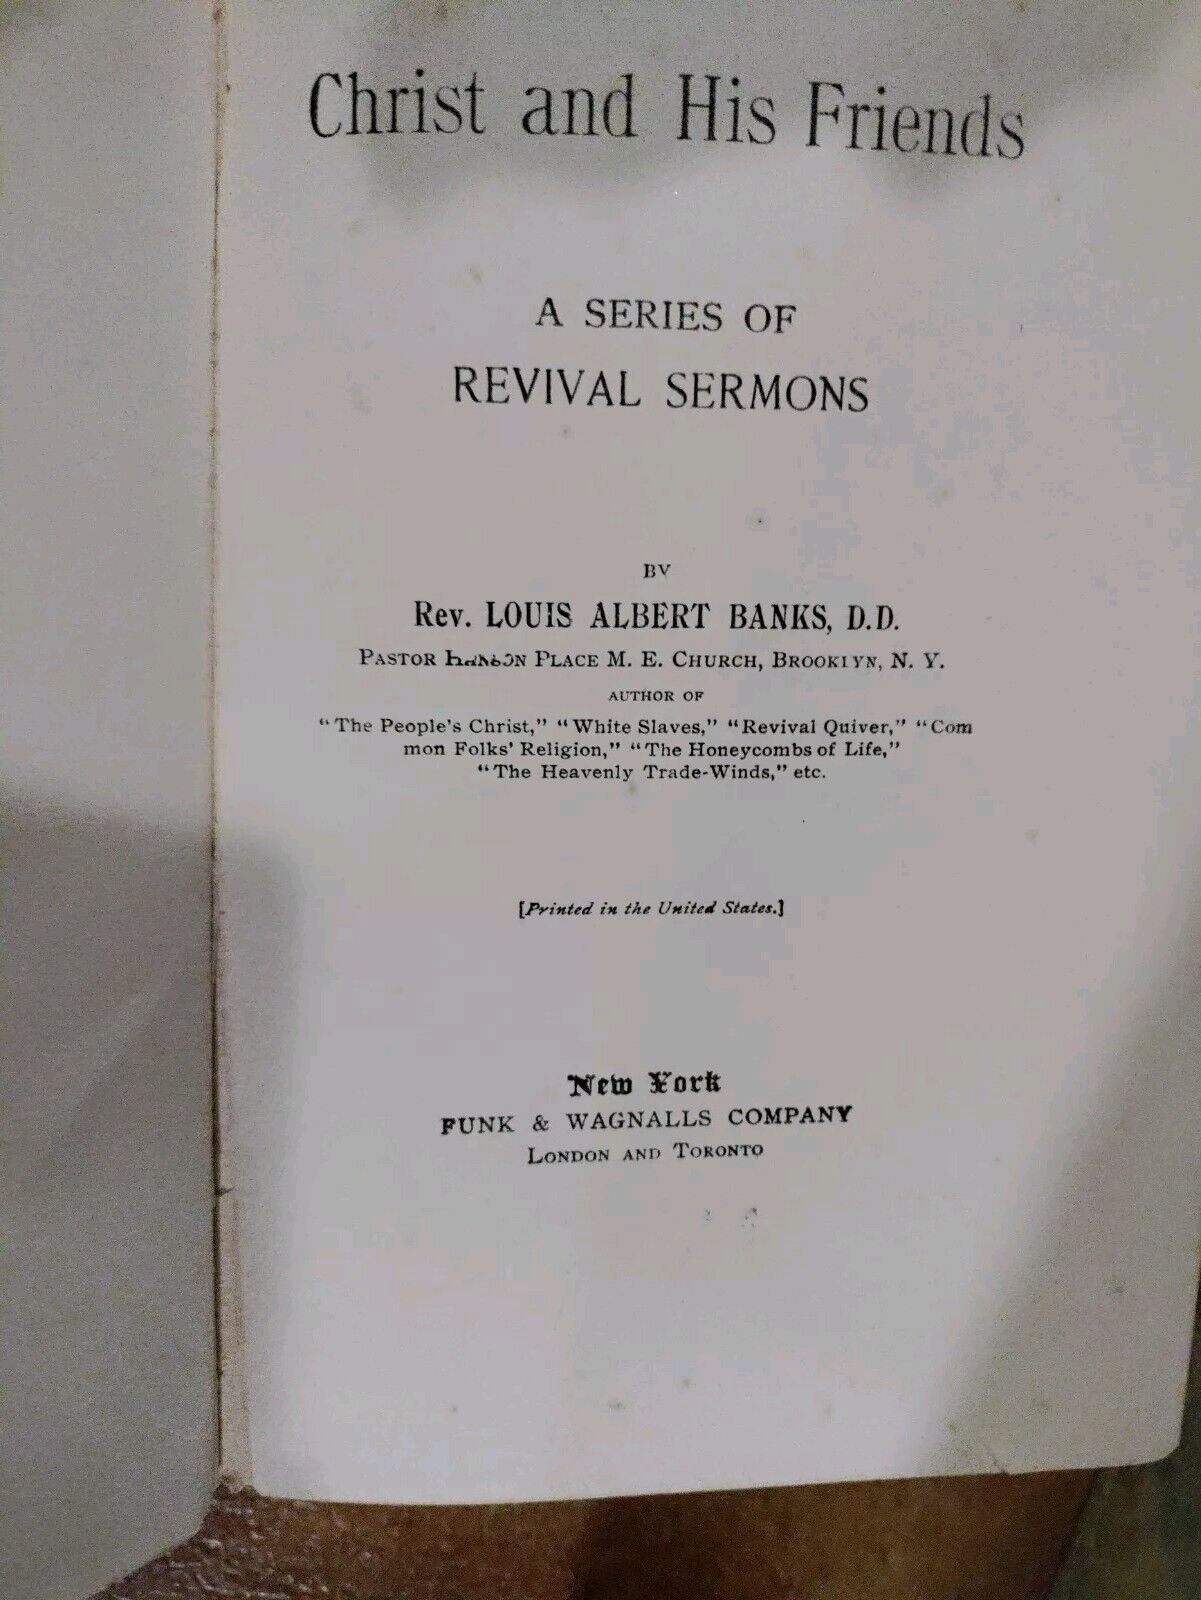 Christ and His Friends
A SERIES OF
REVIVAL SERMONS
BY
Rev. LOUIS ALBERT BANKS, D.D.
PASTOR PLACE M. E. CHURCH, BROOKLYN, N. Y.
AUTHOR OF
"The People's Christ," "White Slaves," "Revival Quiver," "Com
mon Folks' Religion," "The Honeycombs of Life,"
"The Heavenly Trade-Winds," etc.
[Printed in the United States.]
New York
FUNK & WAGNALLS COMPANY
LONDON AND TORONTO